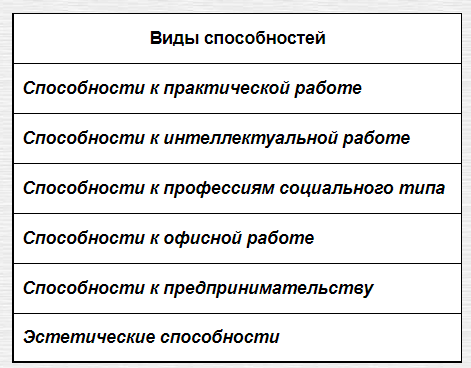 Виды способностей
Способности к практической работе
Способности к интеллектуальной работе
Способности к профессиям социального типа
Способности к офисной работе
Способности к предпринимательству
Эстетические способности